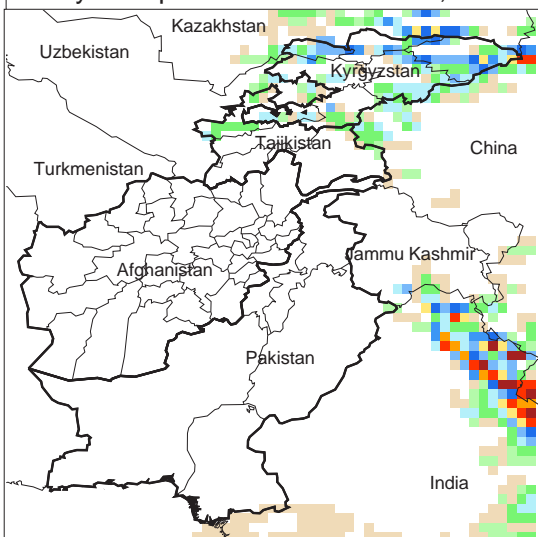 Kazakhstan
Uzbekistan
Kyrgyzstan
China
Tajikistan
Turkmenistan
Jammu Kashmir
Afghanistan
Pakistan
India